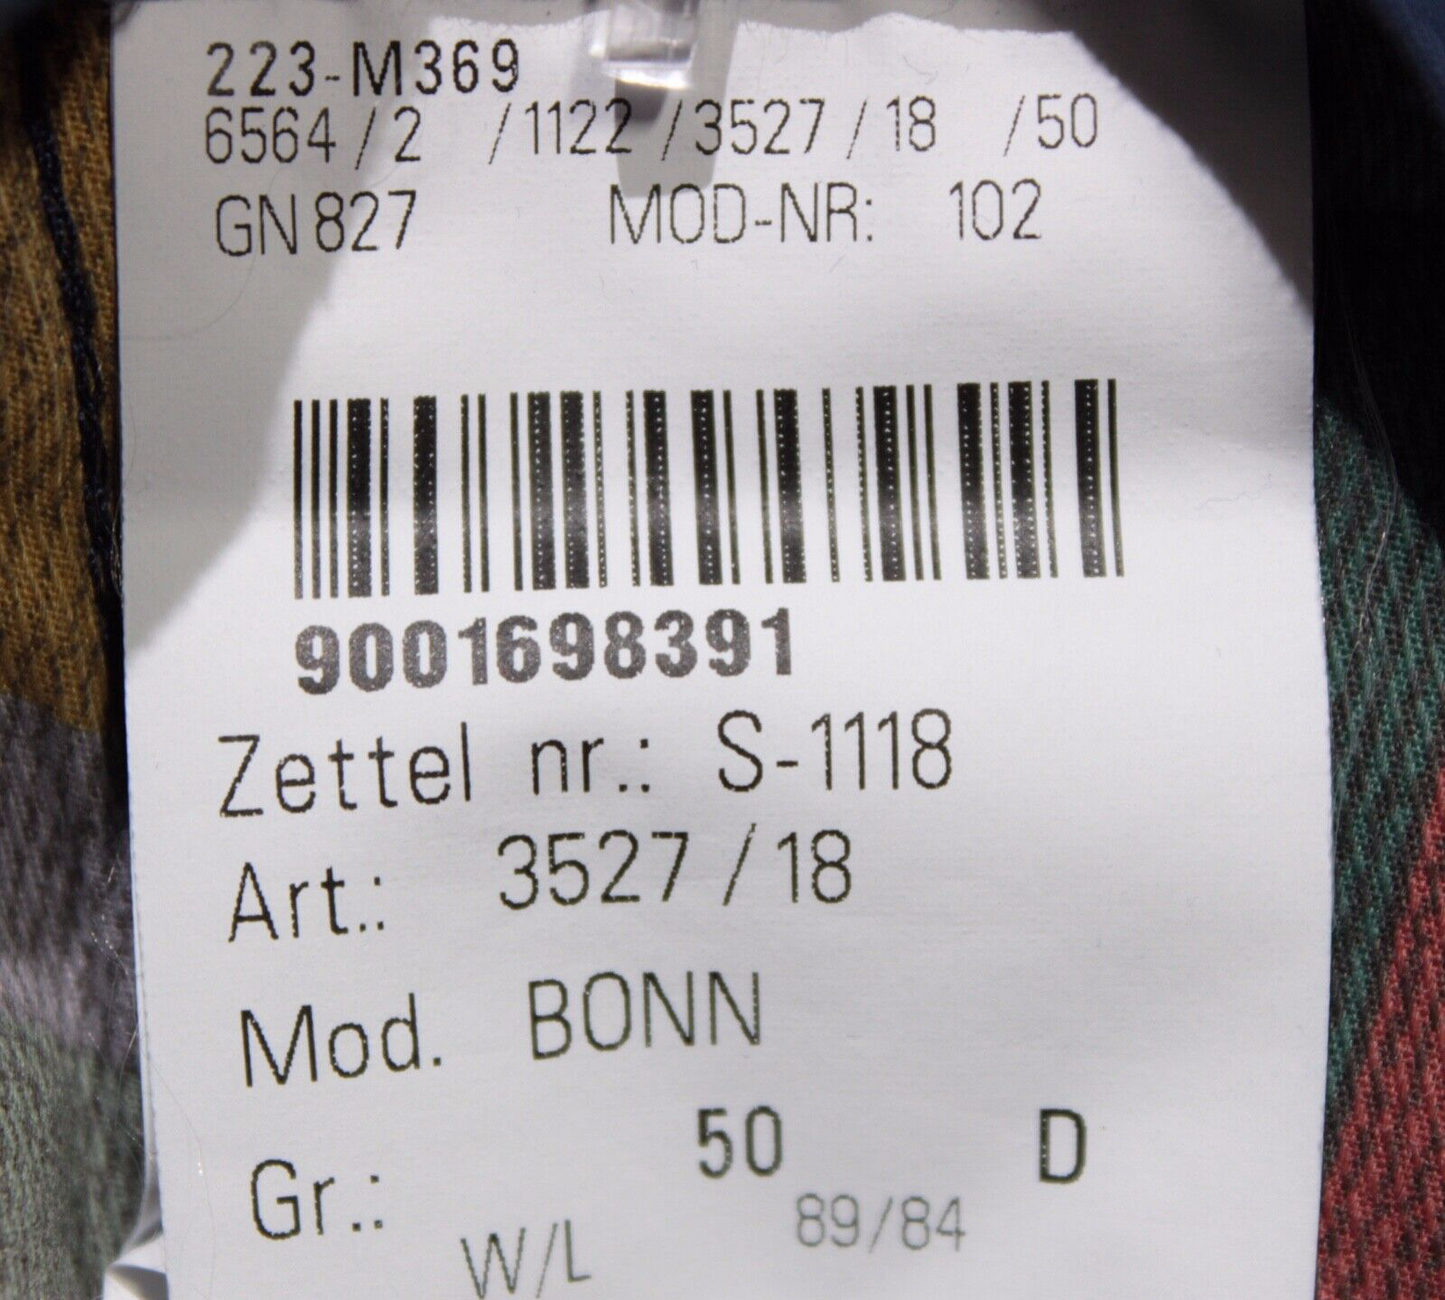 223-M369
6564/2 /1122 /3527 /18 /50
GN 827 MOD-NR: 102
9001698391
Zettel nr.: S-1118
Art.: 3527 /18
Mod. BONN
Gr.: 50 D
W/L 89/84